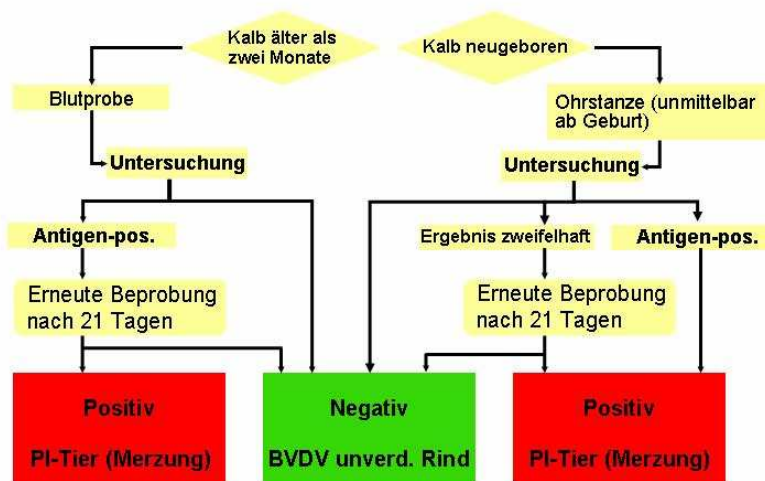 Kalb älter als
zwei Monate
Kalb neugeboren
Blutprobe
Ohrstanze (unmittelbar
ab Geburt)
Untersuchung
Untersuchung
Antigen-pos.
Ergebnis zweifelhaft
Antigen-pos.
Erneute Beprobung
nach 21 Tagen
Erneute Beprobung
nach 21 Tagen
Positiv
PI-Tier (Merzung)
Negativ
BVDV unverd. Rind
Positiv
PI-Tier (Merzung)